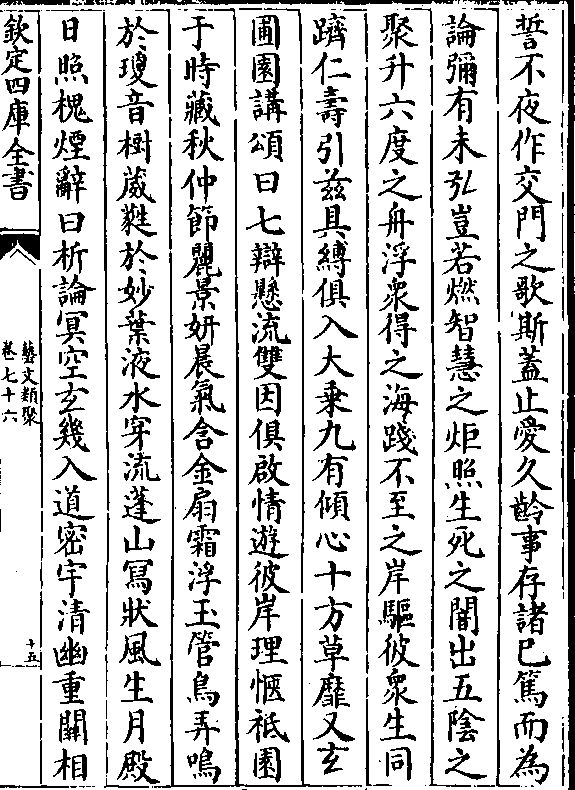 誓不夜作交門之歌斯蓋止愛久齡事存諸已篤而為
論彌有未弘豈若燃智慧之炬照生死之闇出五陰之
聚升六度之舟浮衆得之海踐不至之岸驅彼衆生同
躋仁壽引兹具縛俱入大乗九有傾心十方草靡又玄
圃園講頌曰七辯懸流雙因俱啟情遊彼岸理愜祇園
于時藏秋仲節麗景妍晨氣含金扇霜浮玉管鳥弄鳴
於瓊音樹葳蕤於妙葉液水穿流蓬山冩狀風生月殿
日照槐煙辭曰析論冥空玄幾入道密宇清幽重關相
欽定四庫全書
藝文類聚
卷七十六
十五